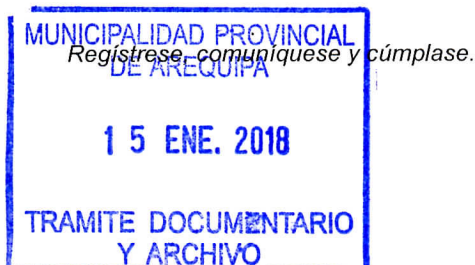 MUNICIPALIDAD PROVINCIAL
Regístrese, comuníquese y cúmplase.
DE AREQUIPA
1 5 ENE. 2018
TRAMITE DOCUMENTARIO
Y ARCHIVO